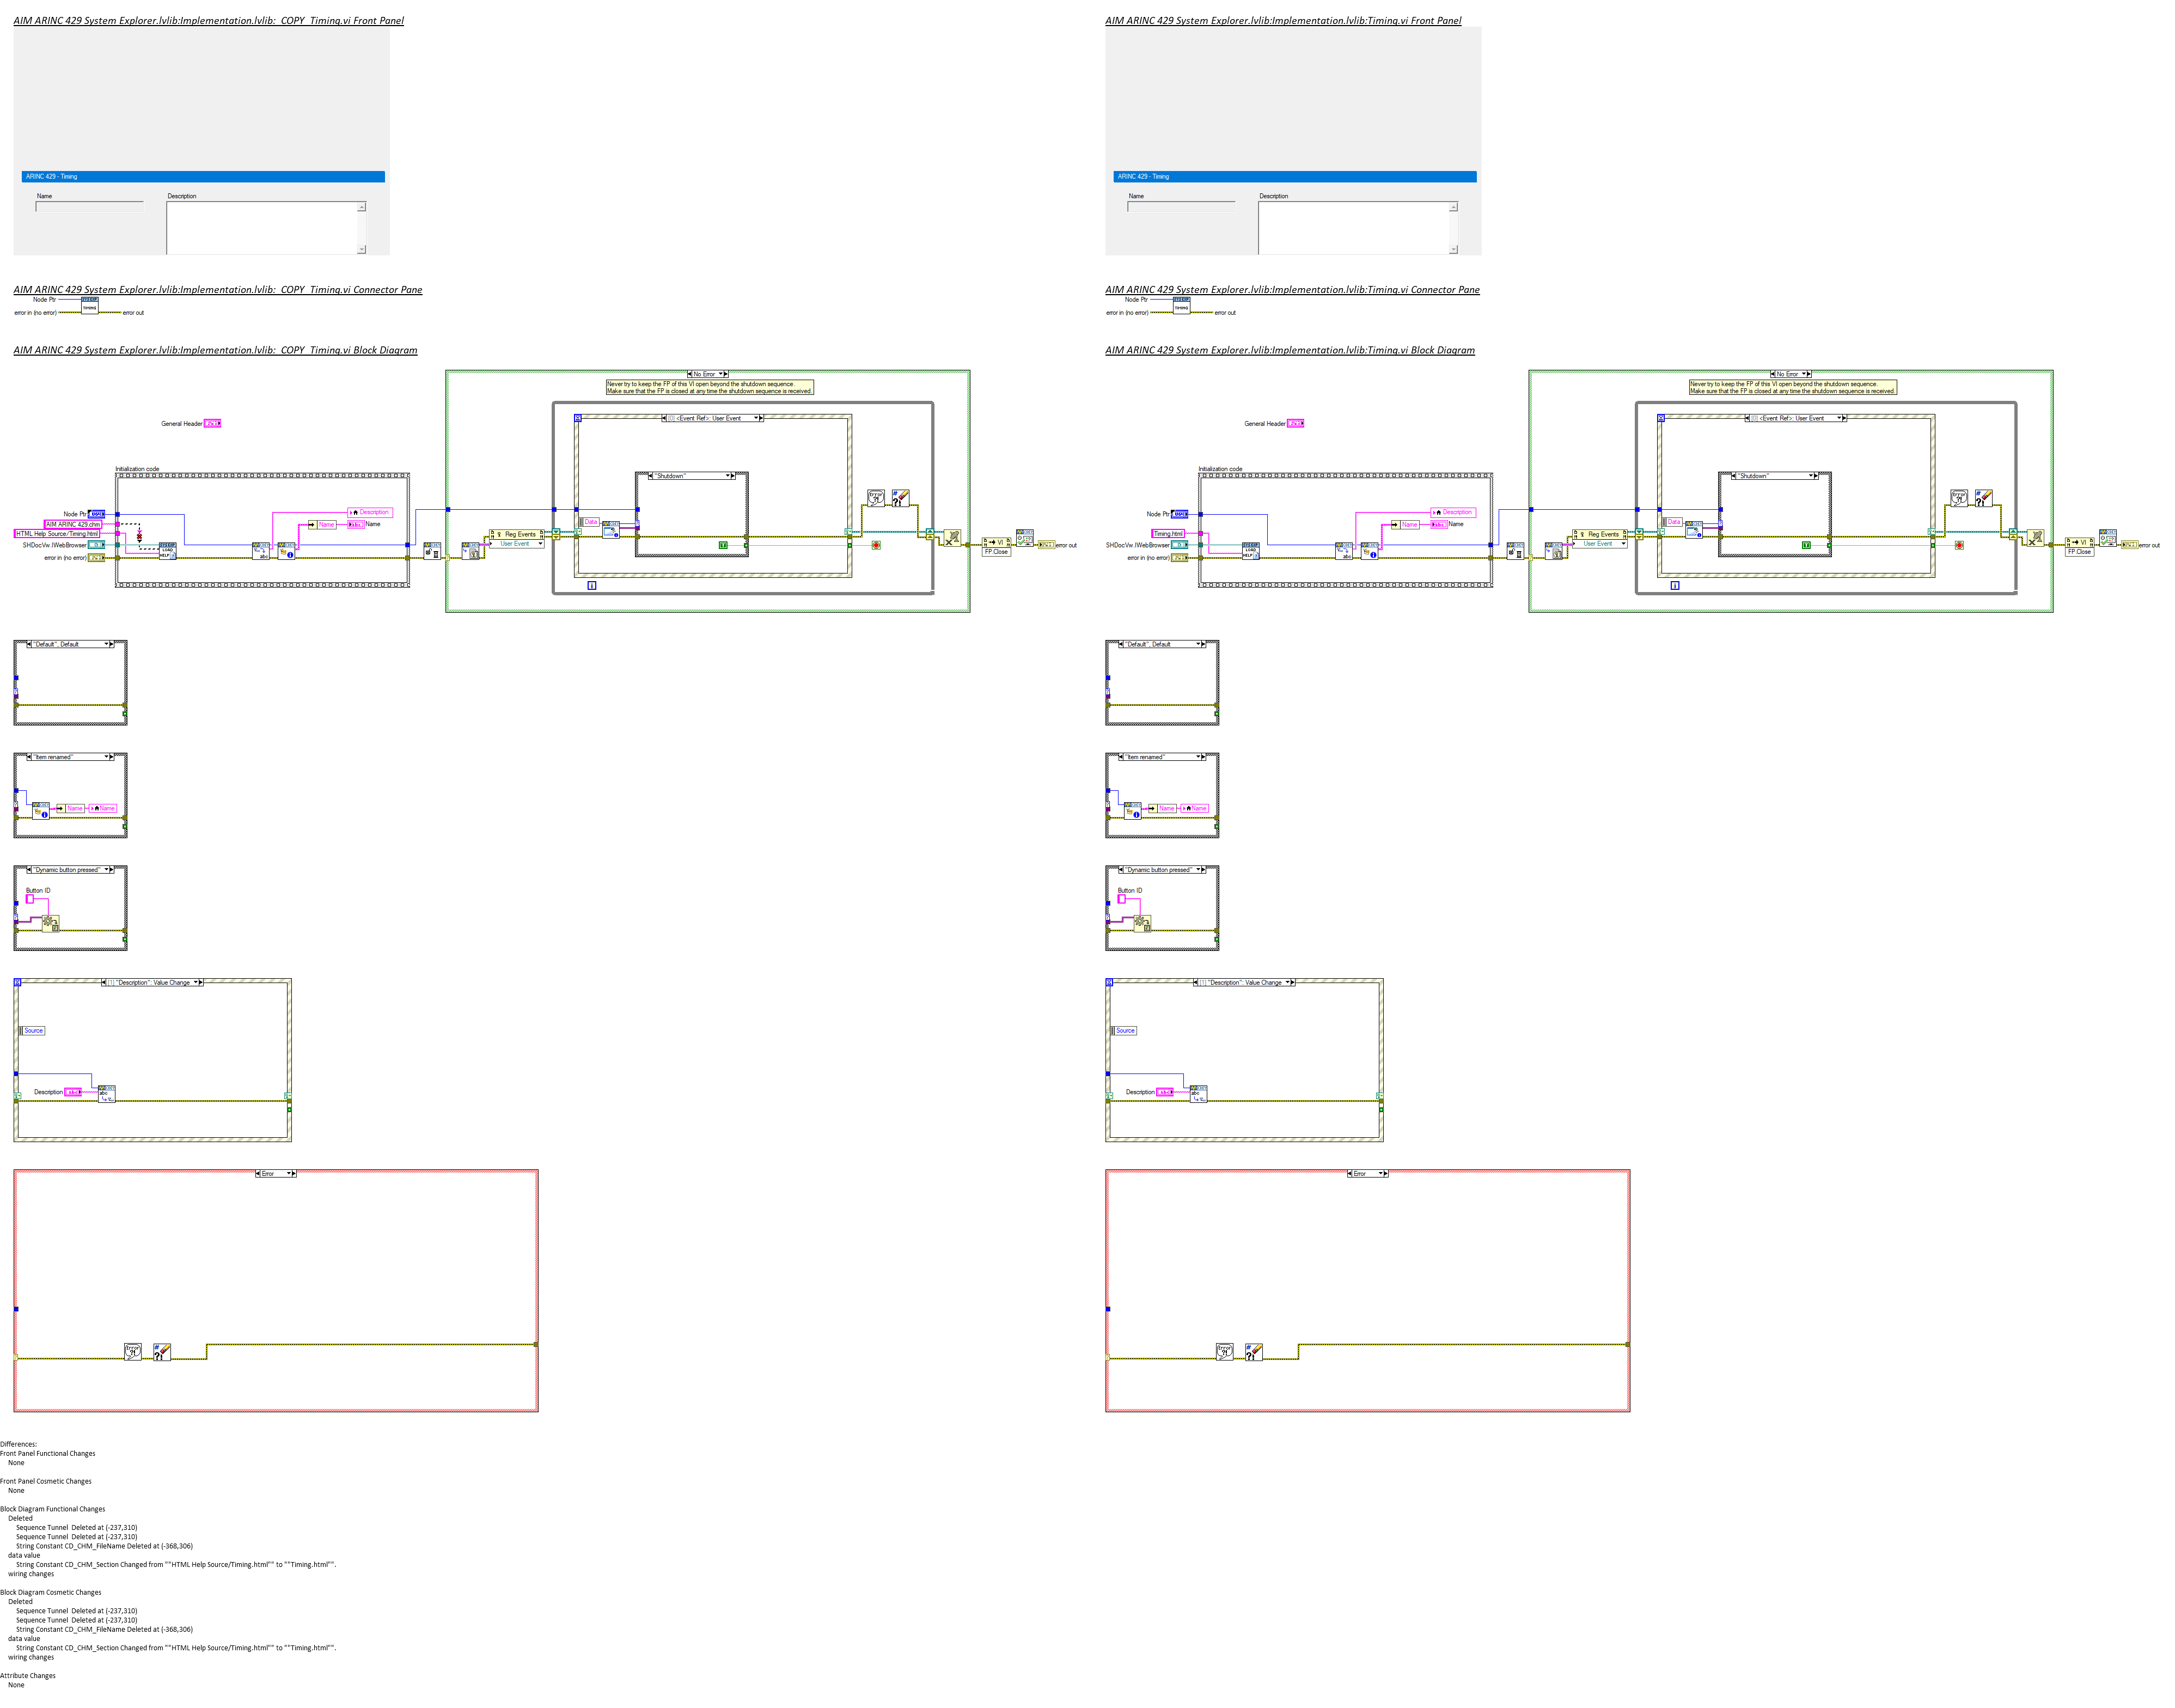 AIM ARINC 429 System Explorer.lvlib:Implementation.lvlib:_COPY_Timing.vi Front Panel
ARINC 429 - Timing
Name
Description
AIM ARINC 429 System Explorer.lvlib:Implementation.lvlib:_COPY_Timing.vi Connector Pane
Node Ptr
error in (no error)
TIMING
error out
AIM ARINC 429 System Explorer.lvlib:Implementation.lvlib:_COPY_Timing.vi Block Diagram
No Error
Never try to keep the FP of this VI open beyond the shutdown sequence.
Make sure that the FP is closed at any time the shutdown sequence is received.
General Header
[0] <Event Ref>: User Event
Initialization code
"Shutdown"
Node Ptr
AIM ARINC 429.chm
HTML Help Source/Timing.html
SHDocVw.IWebBrowser
error in (no error)
LOAD
HELP
Description
Name
Name
Reg Events
User Event
Data
Error
?!
VI
FP.Close
error out
"Default", Default
"Item renamed"
Name
Name
"Dynamic button pressed"
Button ID
[1] "Description": Value Change
Source
Description
abc
Error
Error
?!
AIM ARINC 429 System Explorer.lvlib:Implementation.lvlib:Timing.vi Front Panel
ARINC 429 - Timing
Name
Description
AIM ARINC 429 System Explorer.lvlib:Implementation.lvlib:Timing.vi Connector Pane
Node Ptr
error in (no error)
TIMING
error out
AIM ARINC 429 System Explorer.lvlib:Implementation.lvlib:Timing.vi Block Diagram
No Error
Never try to keep the FP of this VI open beyond the shutdown sequence.
Make sure that the FP is closed at any time the shutdown sequence is received.
General Header
[0] <Event Ref>: User Event
Initialization code
"Shutdown"
Node Ptr
Timing.html
SHDocVw.IWebBrowser
error in (no error)
LOAD
HELP
Description
Name
Name
Reg Events
User Event
Data
Error
?!
VI
FP.Close
error out
"Default", Default
"Item renamed"
Name
Name
"Dynamic button pressed"
Button ID
[1] "Description": Value Change
Source
Description
abc
Error
Error
?!
Differences:
Front Panel Functional Changes
None
Front Panel Cosmetic Changes
None
Block Diagram Functional Changes
Deleted
Sequence Tunnel  Deleted at (-237,310)
Sequence Tunnel  Deleted at (-237,310)
String Constant CD_CHM_FileName Deleted at (-368,306)
data value
String Constant CD_CHM_Section Changed from ""HTML Help Source/Timing.html"" to ""Timing.html"".
wiring changes
Block Diagram Cosmetic Changes
Deleted
Sequence Tunnel  Deleted at (-237,310)
Sequence Tunnel  Deleted at (-237,310)
String Constant CD_CHM_FileName Deleted at (-368,306)
data value
String Constant CD_CHM_Section Changed from ""HTML Help Source/Timing.html"" to ""Timing.html"".
wiring changes
Attribute Changes
None